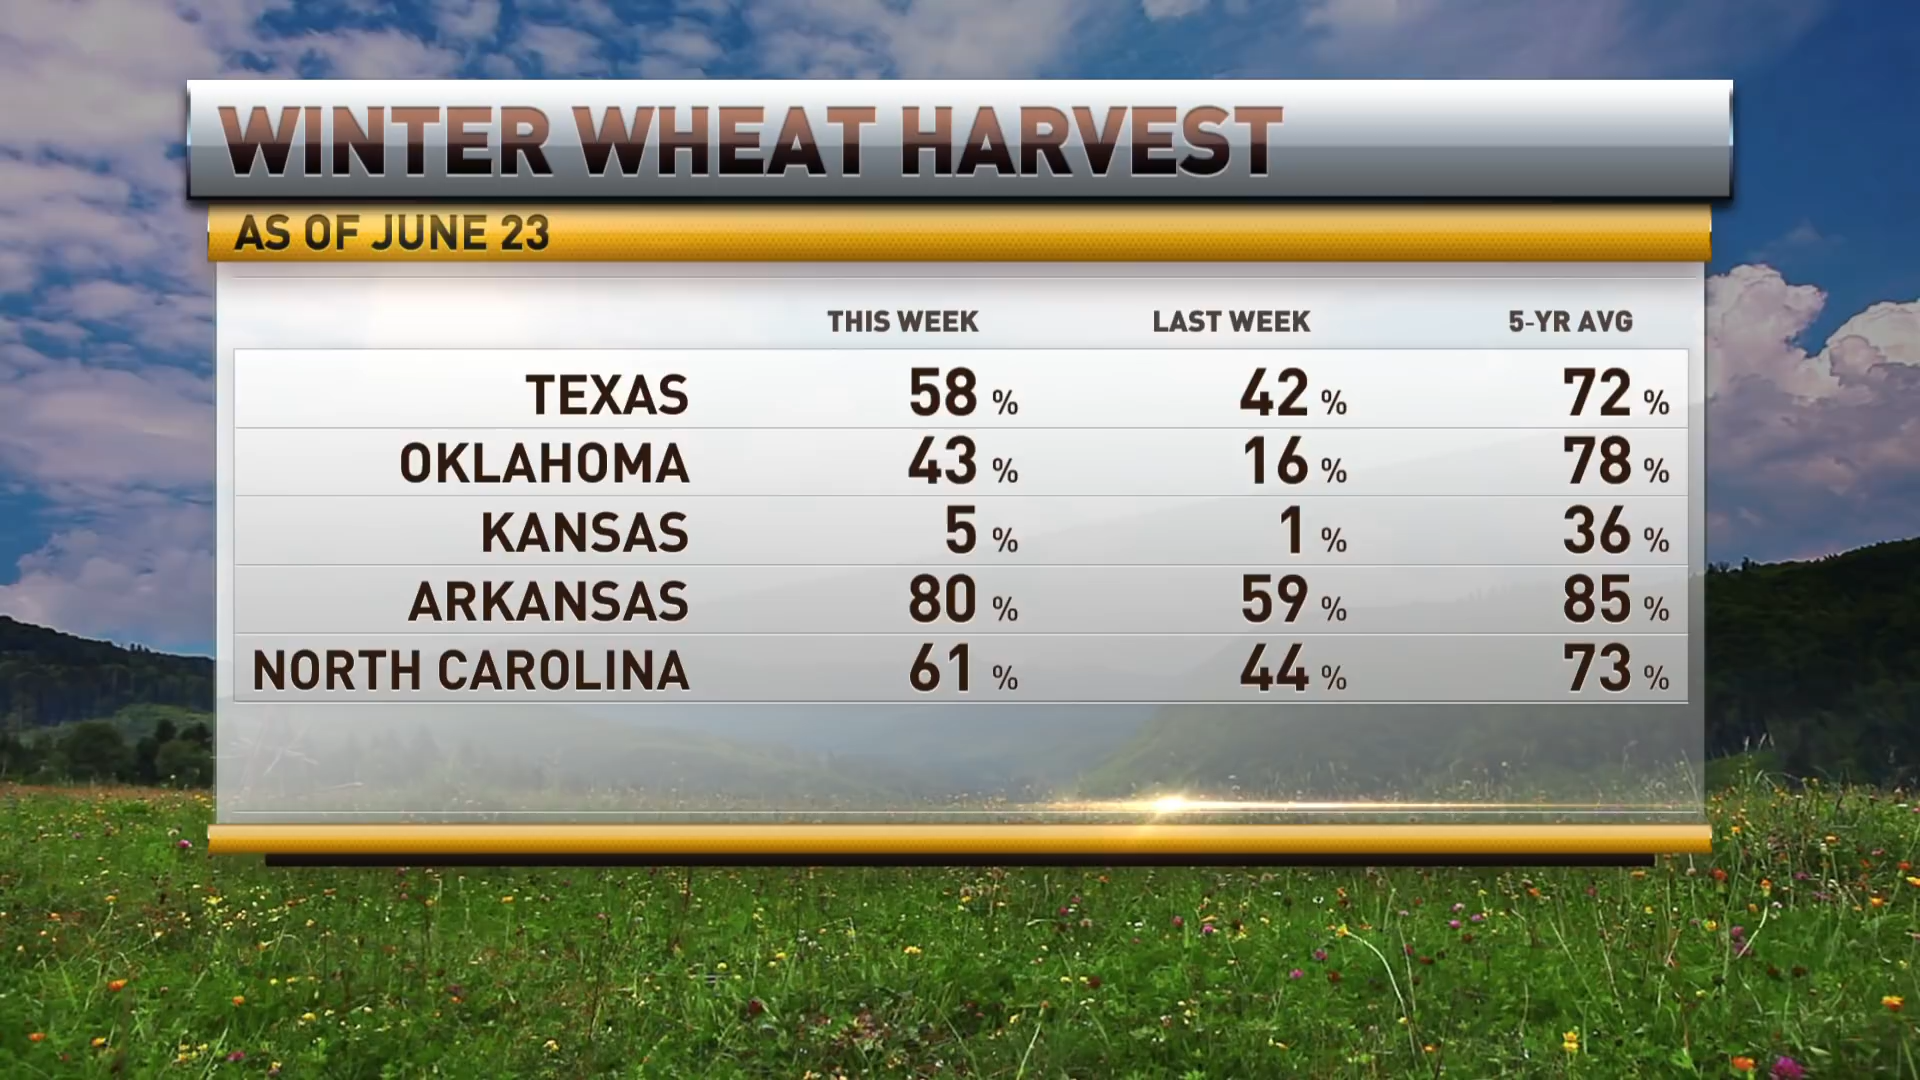 WINTER WHEAT HARVEST
AS OF JUNE 23
THIS WEEK LAST WEEK 5-YR AVG
TEXAS 58 % 42 % 72 %
OKLAHOMA 43 % 16 % 78 %
KANSAS 5 % 1 % 36 %
ARKANSAS 80 % 59 % 85 %
NORTH CAROLINA 61 % 44 % 73 %